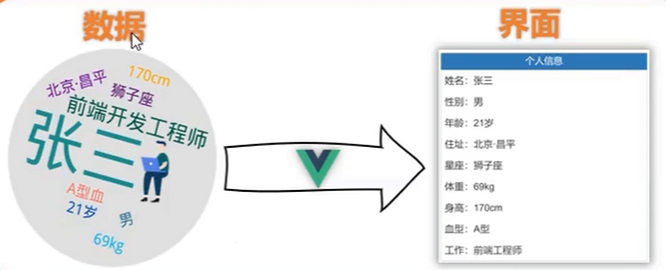 数据
界面
170cm
北京·昌平
狮子座
前端开发工程师
张三
A型血
21岁
男
69kg
个人信息
姓名：张三
性别：男
年龄：21岁
住址：北京·昌平
星座：狮子座
体重：69kg
身高：170cm
血型：A型
工作：前端工程师